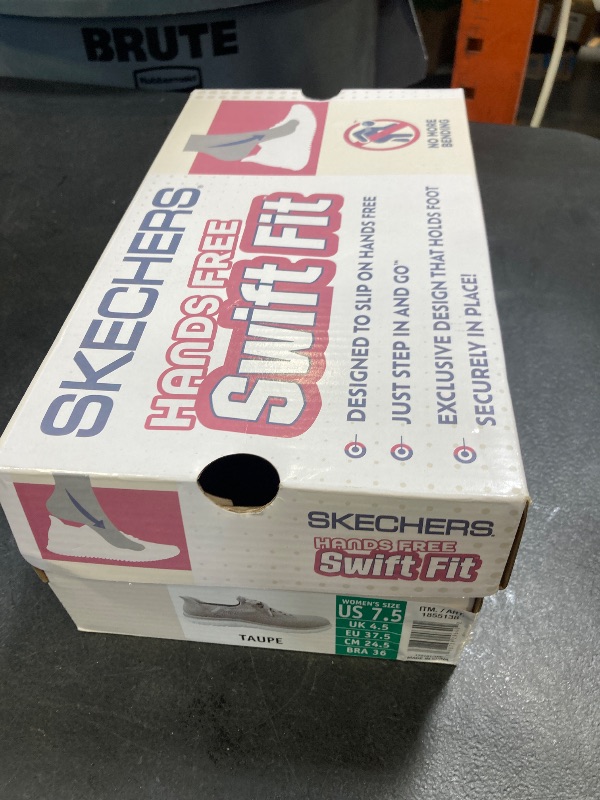 BRUTE
Rubbermaid
NO MORE
BENDING
SKECHERS
HANDS FREE
Swift Fit
DESIGNED TO SLIP ON HANDS FREE
JUST STEP IN AND GO™
EXCLUSIVE DESIGN THAT HOLDS FOOT
SECURELY IN PLACE!
SKECHERS
HANDS FREE
Swift Fit
TAUPE
WOMEN'S SIZE
US 7.5
UK 4.5
EU 37.5
CM 24.5
BRA 36
ITM. / ART.
1855138